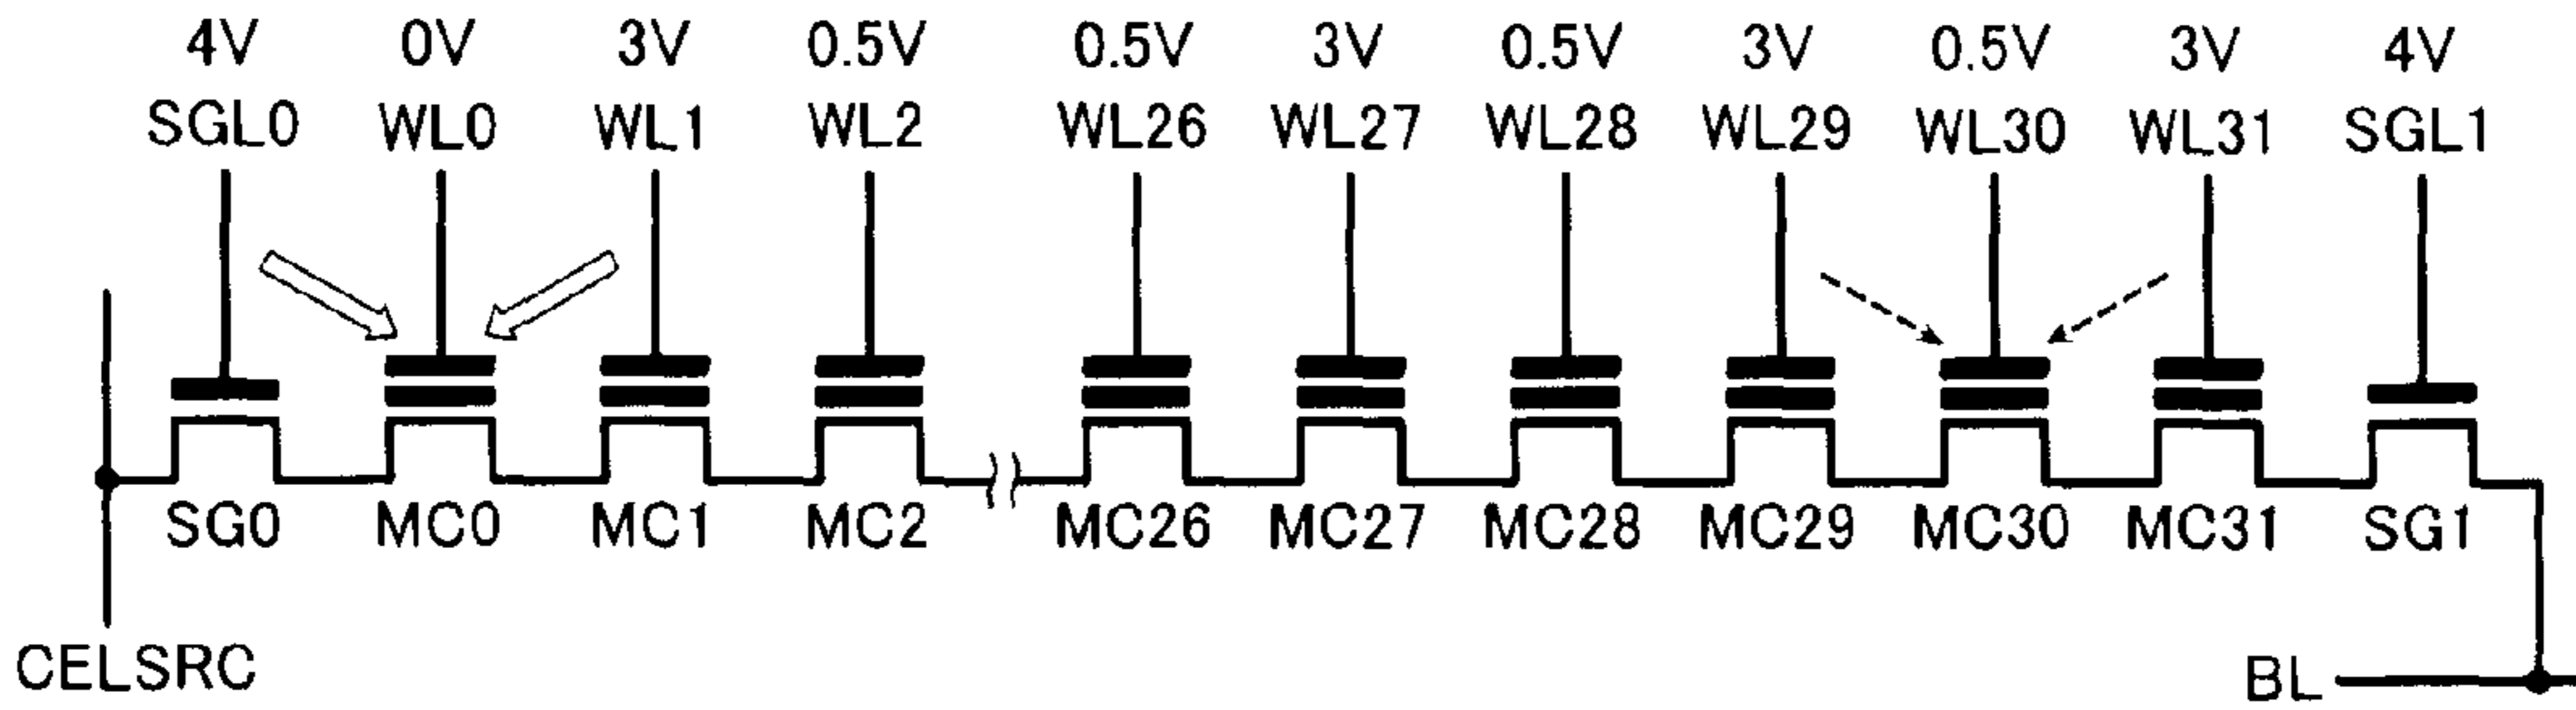 4V 0V 3V 0.5V 0.5V 3V 0.5V 3V 0.5V 3V 4V
SGL0 WL0 WL1 WL2 WL26 WL27 WL28 WL29 WL30 WL31 SGL1
SG0 MC0 MC1 MC2 MC26 MC27 MC28 MC29 MC30 MC31 SG1
CELSRC BL